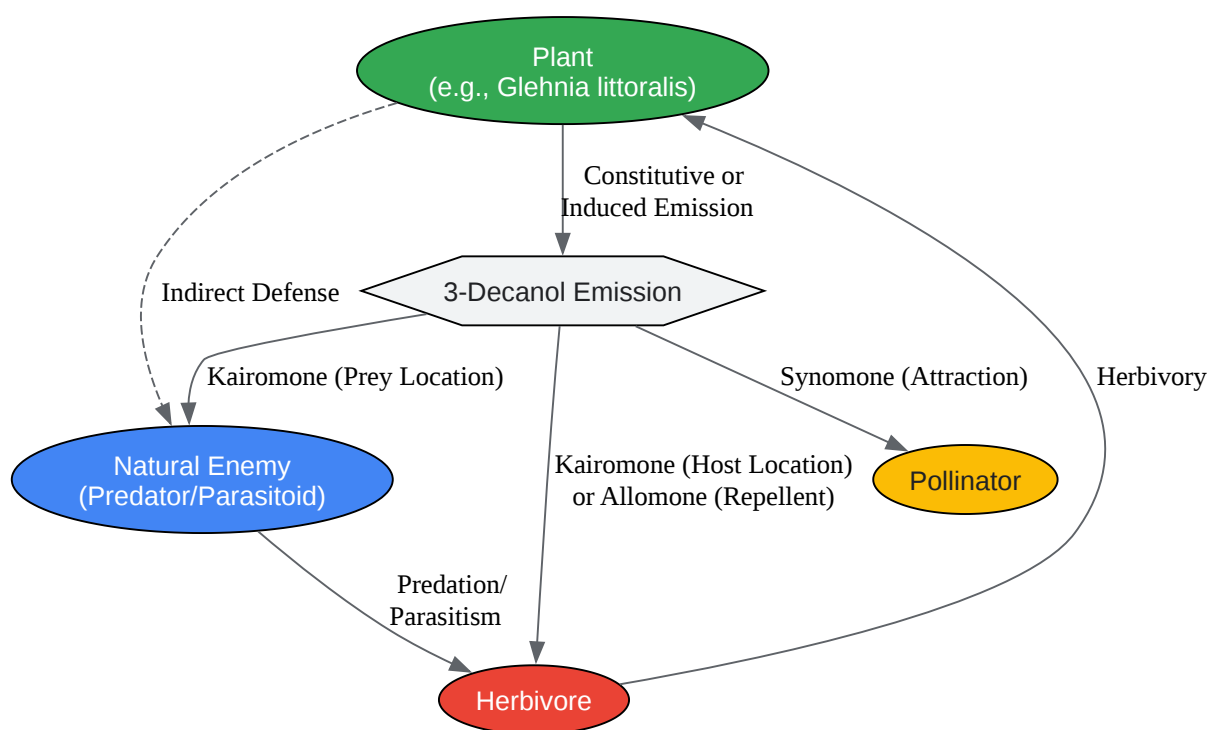 Plant
(e.g., Glehnia littoralis)
Constitutive or
Induced Emission
3-Decanol Emission
Indirect Defense
Kairomone (Prey Location)
Synomone (Attraction)
Herbivory
Natural Enemy
(Predator/Parasitoid)
Kairomone (Host Location)
or Allomone (Repellent)
Pollinator
Predation/
Parasitism
Herbivore